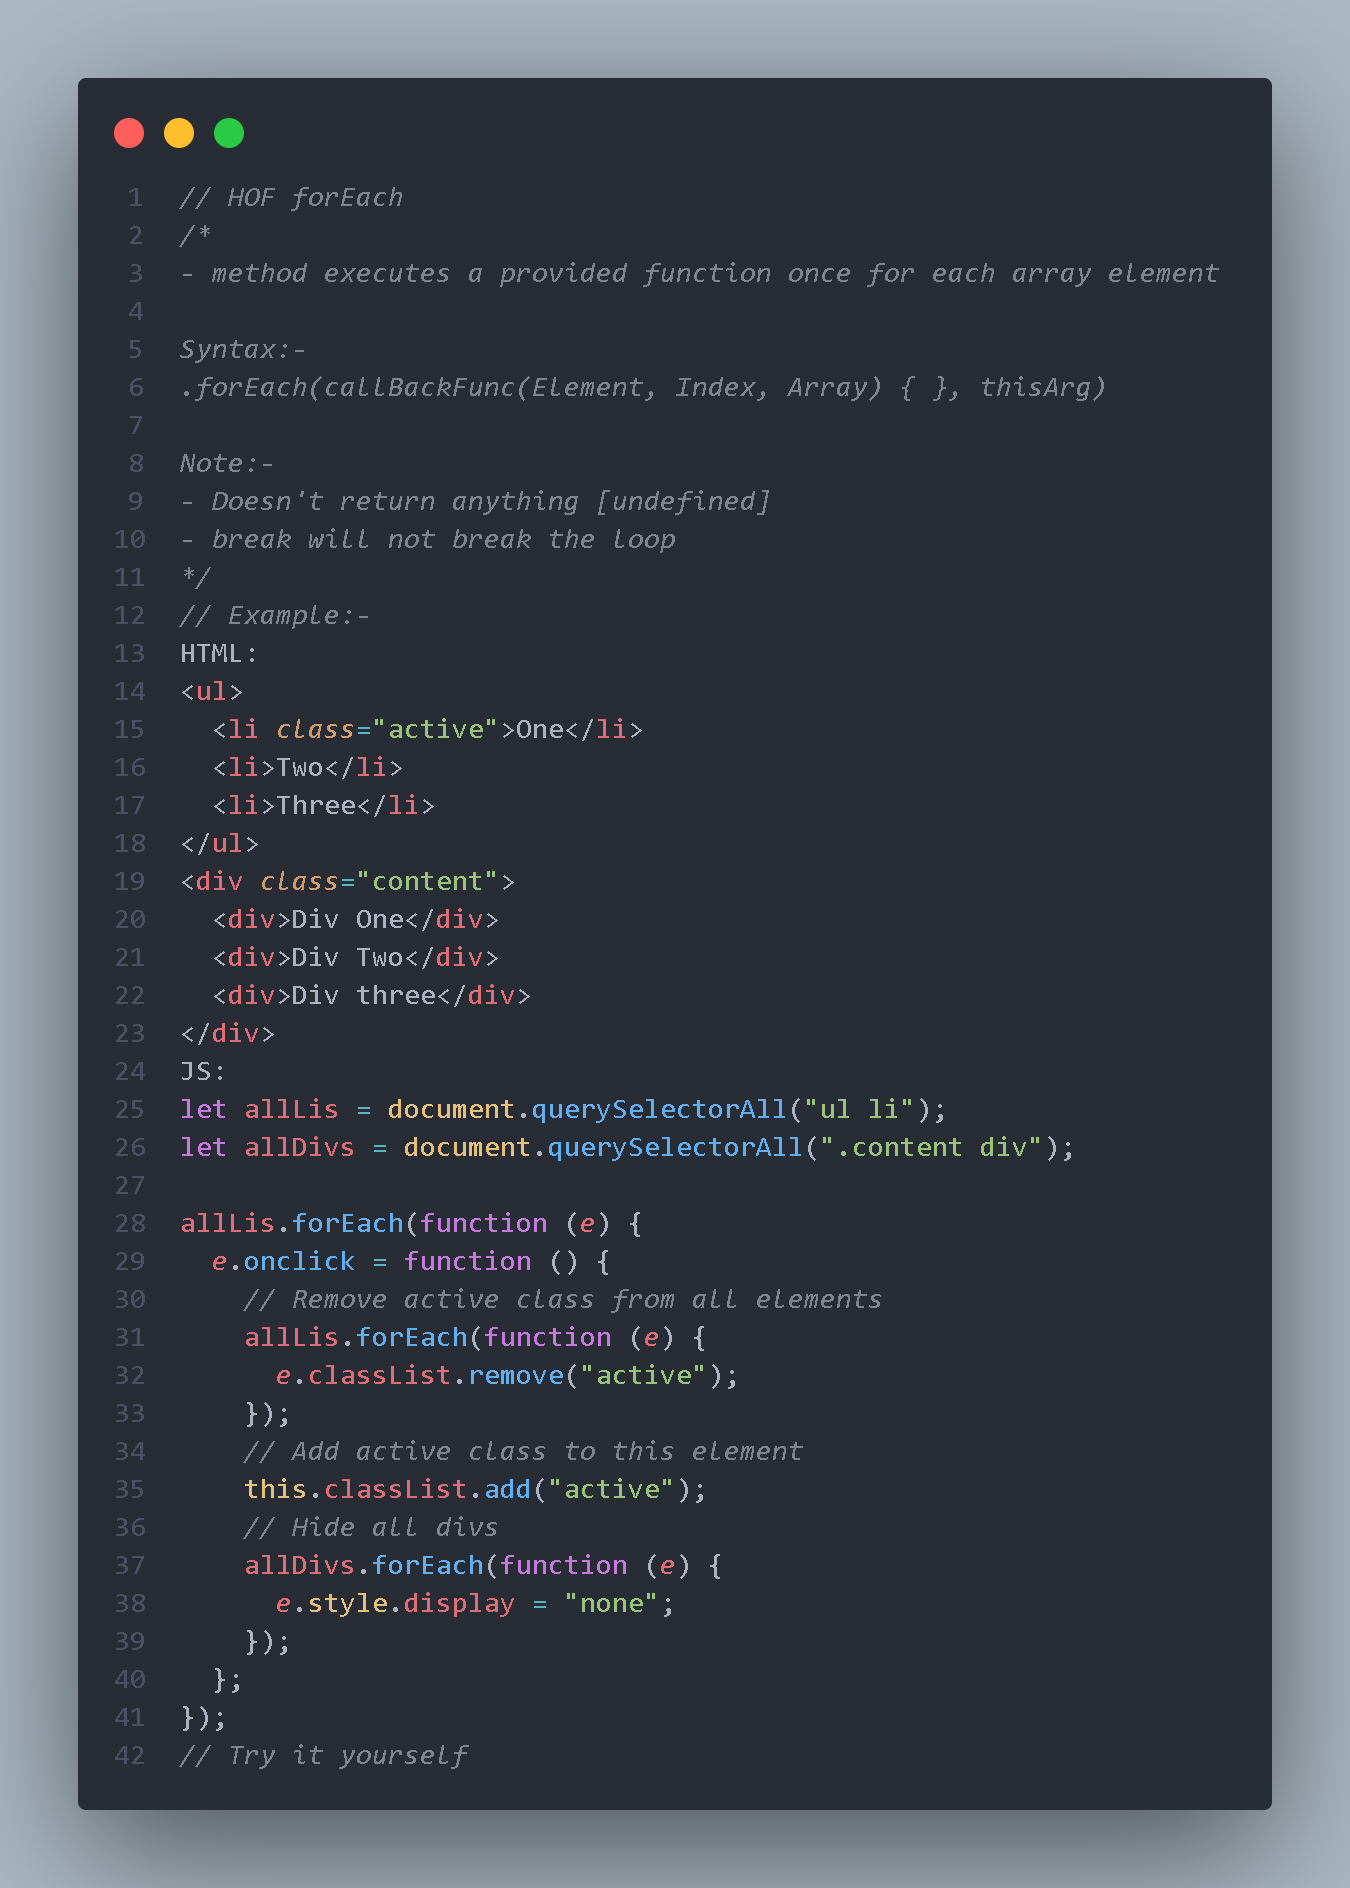 1 // HOF forEach
2 /*
3 - method executes a provided function once for each array element
4
5 Syntax:-
6 .forEach(callBackFunc(Element, Index, Array) { }, thisArg)
7
8 Note:-
9 - Doesn't return anything [undefined]
10 - break will not break the loop
11 */
12 // Example:-
13 HTML:
14 <ul>
15   <li class="active">One</li>
16   <li>Two</li>
17   <li>Three</li>
18 </ul>
19 <div class="content">
20   <div>Div One</div>
21   <div>Div Two</div>
22   <div>Div three</div>
23 </div>
24 JS:
25 let allLis = document.querySelectorAll("ul li");
26 let allDivs = document.querySelectorAll(".content div");
27
28 allLis.forEach(function (e) {
29   e.onclick = function () {
30     // Remove active class from all elements
31     allLis.forEach(function (e) {
32       e.classList.remove("active");
33     });
34     // Add active class to this element
35     this.classList.add("active");
36     // Hide all divs
37     allDivs.forEach(function (e) {
38       e.style.display = "none";
39     });
40   };
41 });
42 // Try it yourself